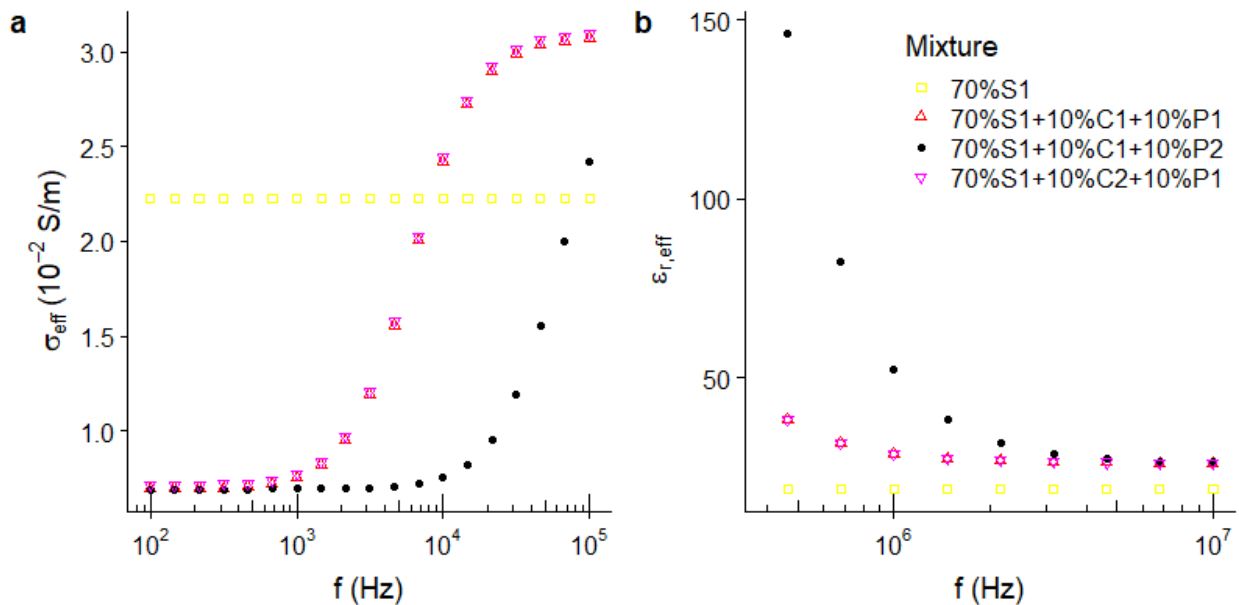 a
σeff (10⁻² S/m)
3.0
2.5
2.0
1.5
1.0
10² 10³ 10⁴ 10⁵
f (Hz)
b
εr,eff
150
100
50
Mixture
70%S1
70%S1+10%C1+10%P1
70%S1+10%C1+10%P2
70%S1+10%C2+10%P1
10⁶ 10⁷
f (Hz)